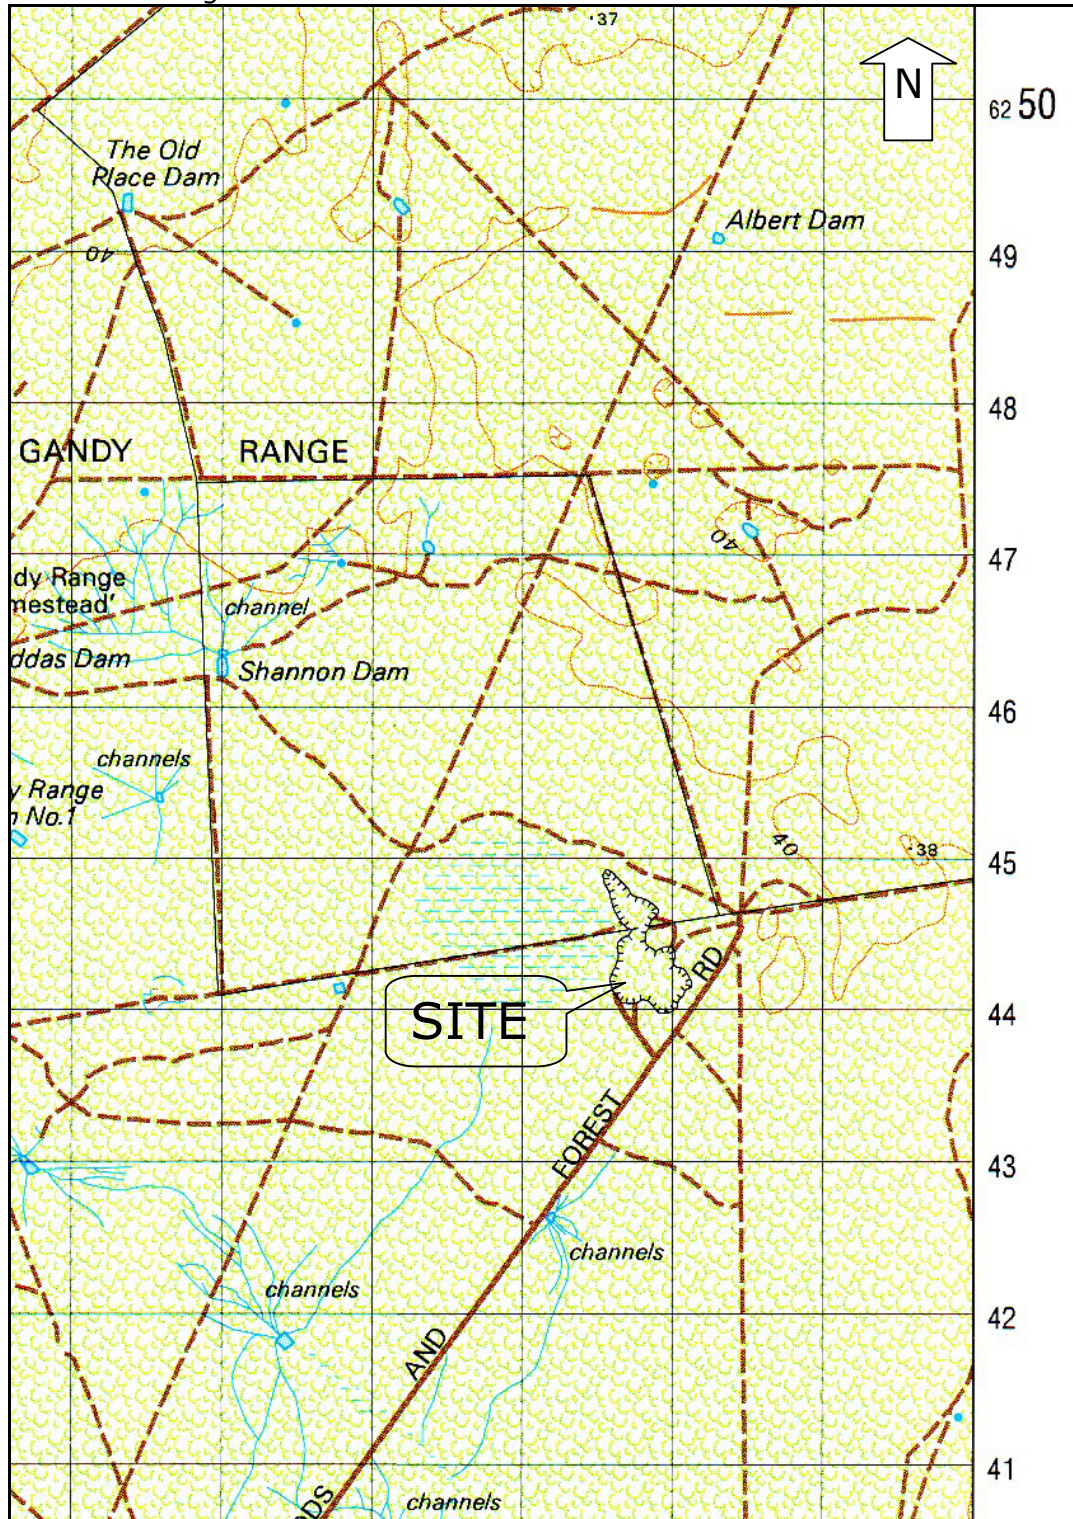 37
N
62 50
The Old
Place Dam
Albert Dam
40
49
48
GANDY RANGE
40
47
dy Range
mestead'
channel
ddas Dam
Shannon Dam
46
channels
y Range
n No.1
40
38
45
RD
SITE
44
FOREST
43
channels
channels
42
AND
41
ODS
channels